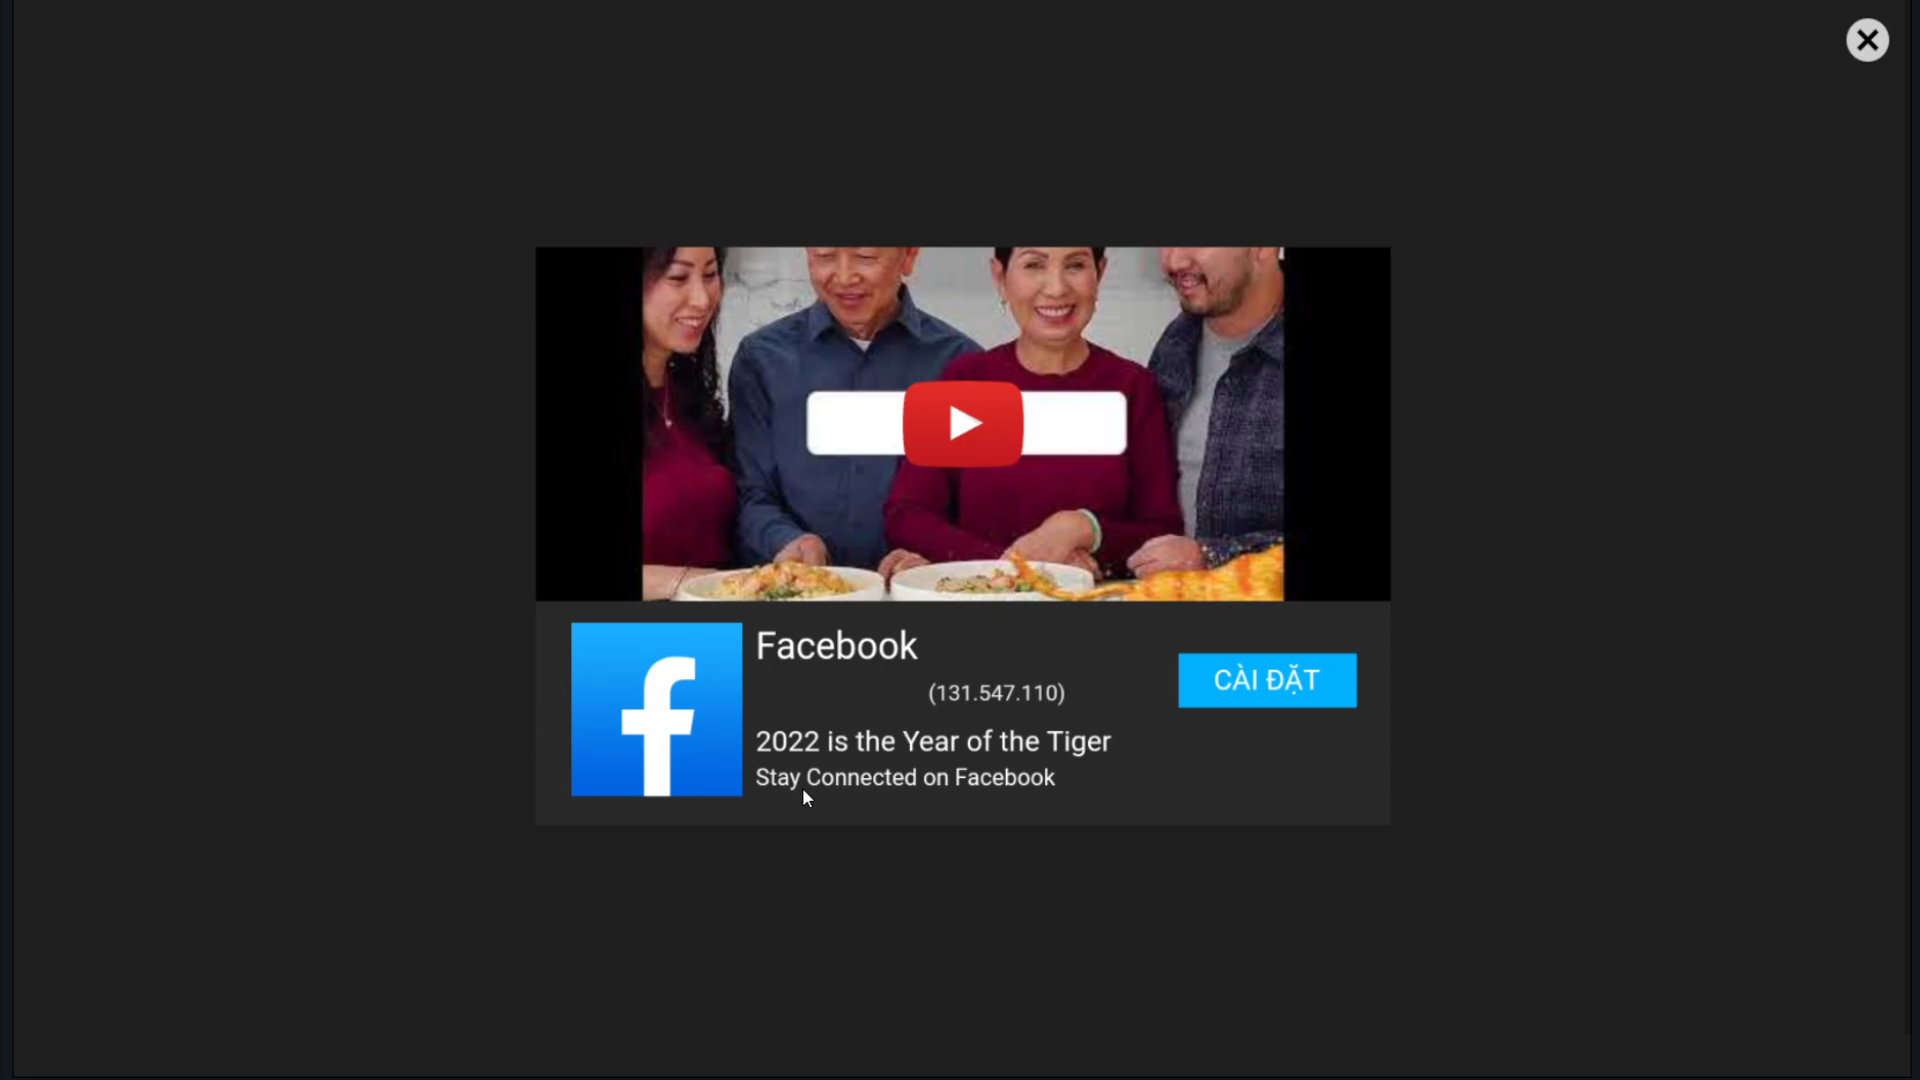 Facebook
(131.547.110)
CÀI ĐẶT
2022 is the Year of the Tiger
Stay Connected on Facebook